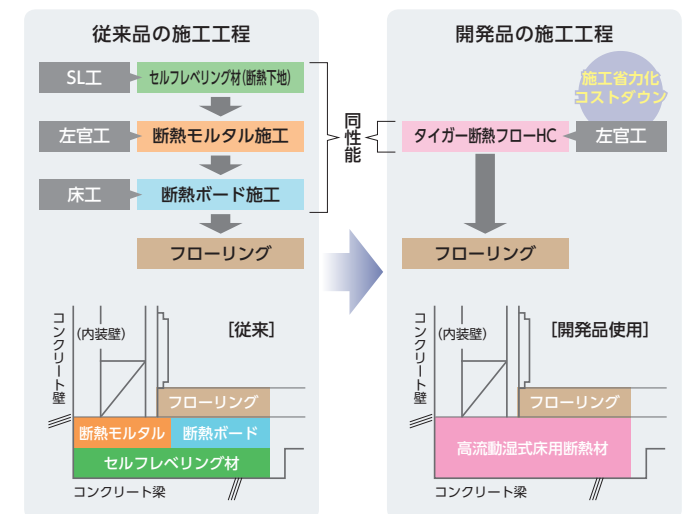 従来品の施工工程
SL工
セルフレベリング材(断熱下地)
左官工
断熱モルタル施工
床工
断熱ボード施工
フローリング
同性能
開発品の施工工程
施工省力化
コストダウン
タイガー断熱フローHC
左官工
フローリング
コンクリート壁
(内装壁)
[従来]
フローリング
断熱モルタル
断熱ボード
セルフレベリング材
コンクリート梁
コンクリート壁
(内装壁)
[開発品使用]
フローリング
高流動湿式床用断熱材
コンクリート梁